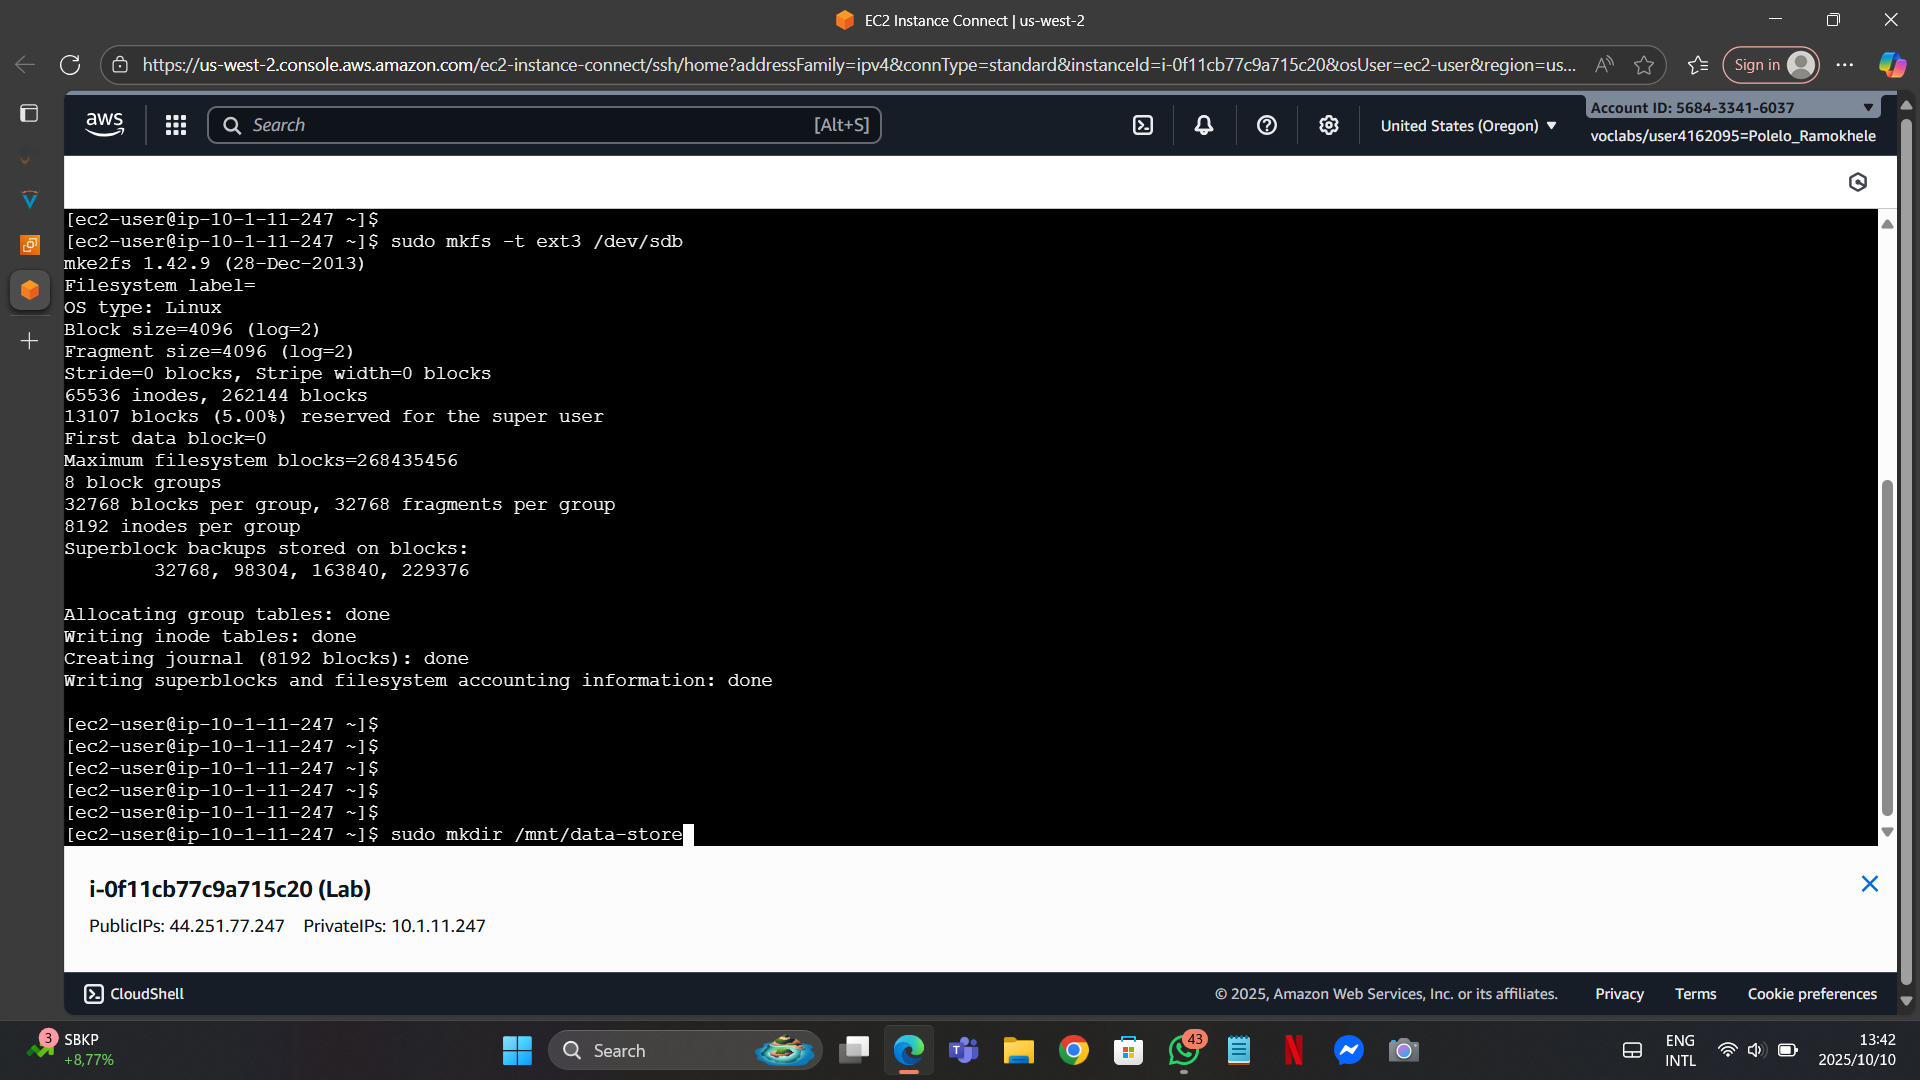 EC2 Instance Connect | us-west-2
https://us-west-2.console.aws.amazon.com/ec2-instance-connect/ssh/home?addressFamily=ipv4&connType=standard&instanceId=i-0f11cb77c9a715c20&osUser=ec2-user&region=us...
Sign in
aws
Search [Alt+S]
United States (Oregon)
Account ID: 5684-3341-6037
voclabs/user4162095=Polelo_Ramokhele
[ec2-user@ip-10-1-11-247 ~]$
[ec2-user@ip-10-1-11-247 ~]$ sudo mkfs -t ext3 /dev/sdb
mke2fs 1.42.9 (28-Dec-2013)
Filesystem label=
OS type: Linux
Block size=4096 (log=2)
Fragment size=4096 (log=2)
Stride=0 blocks, Stripe width=0 blocks
65536 inodes, 262144 blocks
13107 blocks (5.00%) reserved for the super user
First data block=0
Maximum filesystem blocks=268435456
8 block groups
32768 blocks per group, 32768 fragments per group
8192 inodes per group
Superblock backups stored on blocks:
32768, 98304, 163840, 229376
Allocating group tables: done
Writing inode tables: done
Creating journal (8192 blocks): done
Writing superblocks and filesystem accounting information: done
[ec2-user@ip-10-1-11-247 ~]$
[ec2-user@ip-10-1-11-247 ~]$
[ec2-user@ip-10-1-11-247 ~]$
[ec2-user@ip-10-1-11-247 ~]$
[ec2-user@ip-10-1-11-247 ~]$
[ec2-user@ip-10-1-11-247 ~]$ sudo mkdir /mnt/data-store
i-0f11cb77c9a715c20 (Lab)
PublicIPs: 44.251.77.247 PrivateIPs: 10.1.11.247
CloudShell
© 2025, Amazon Web Services, Inc. or its affiliates. Privacy Terms Cookie preferences
3
SBKP
+8,77%
Search
43
ENG
INTL
13:42
2025/10/10